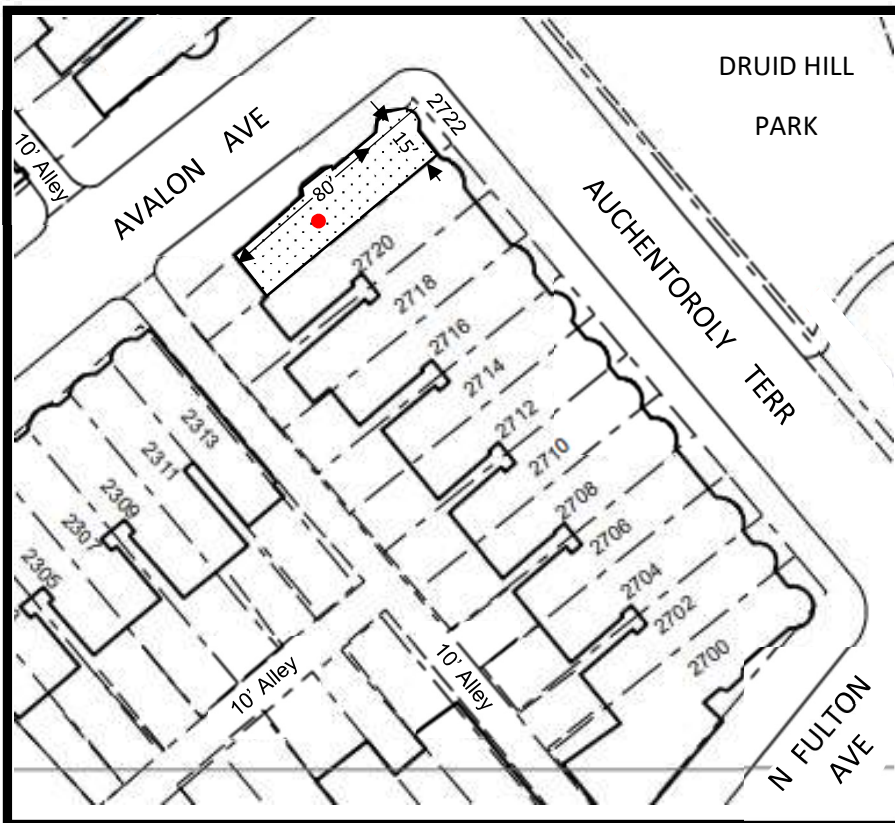 DRUID HILL
PARK
10' Alley
AVALON AVE
2722
15'
80'
AUCHENTOROLY TERR
2720
2718
2716
2714
2712
2710
2708
2706
2704
2702
2700
2313
2311
2309
2307
2305
10' Alley
10' Alley
N FULTON
AVE